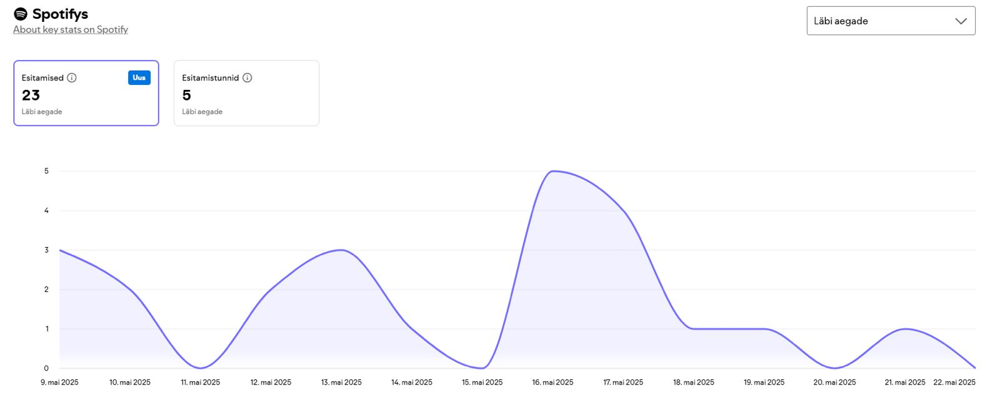 Spotifys
About key stats on Spotify
Läbi aegade
Esitamised
Uus
23
Läbi aegade
Esitamistunnid
5
Läbi aegade
5
4
3
2
1
0
9. mai 2025
10. mai 2025
11. mai 2025
12. mai 2025
13. mai 2025
14. mai 2025
15. mai 2025
16. mai 2025
17. mai 2025
18. mai 2025
19. mai 2025
20. mai 2025
21. mai 2025
22. mai 2025